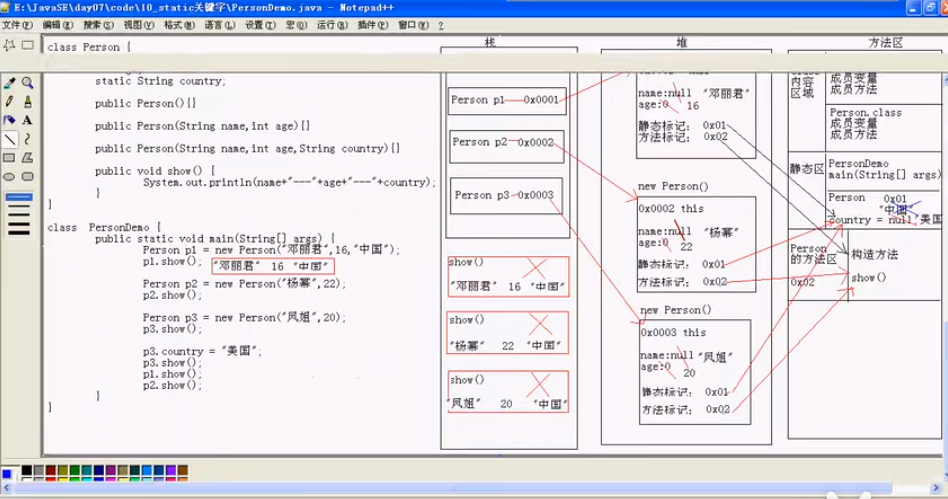 E:\JavaSE\day07\code\10_static关键字\PersonDemo.java - Notepad++
文件(F) 编辑(E) 搜索(S) 视图(V) 格式(M) 语言(L) 设置(T) 宏(O) 运行(R) 插件(P) 窗口(W) ?
class Person {
static String country;
public Person(){}
public Person(String name,int age){}
public Person(String name,int age,String country){}
public void show() {
System.out.println(name+"---"+age+"---"+country);
}
}
class PersonDemo {
public static void main(String[] args) {
Person p1 = new Person("邓丽君",16,"中国");
p1.show();
"邓丽君" 16 "中国"
Person p2 = new Person("杨幂",22);
p2.show();
Person p3 = new Person("凤姐",20);
p3.show();
p3.country = "美国";
p3.show();
p1.show();
p2.show();
}
}
栈
Person p1 0x0001
Person p2 0x0002
Person p3 0x0003
show()
"邓丽君" 16 "中国"
show()
"杨幂" 22 "中国"
show()
"凤姐" 20 "中国"
堆
name:null "邓丽君"
age:0 16
静态标记: 0x01
方法标记: 0x02
new Person()
0x0002 this
name:null "杨幂"
age:0 22
静态标记: 0x01
方法标记: 0x02
new Person()
0x0003 this
name:null "凤姐"
age:0 20
静态标记: 0x01
方法标记: 0x02
方法区
内容
区域
成员变量
成员方法
Person.class
成员变量
成员方法
静态区
PersonDemo
main(String[] args)
Person 0x01
"中国"
country = null "美国
Person
的方法区
0x02
构造方法
show()